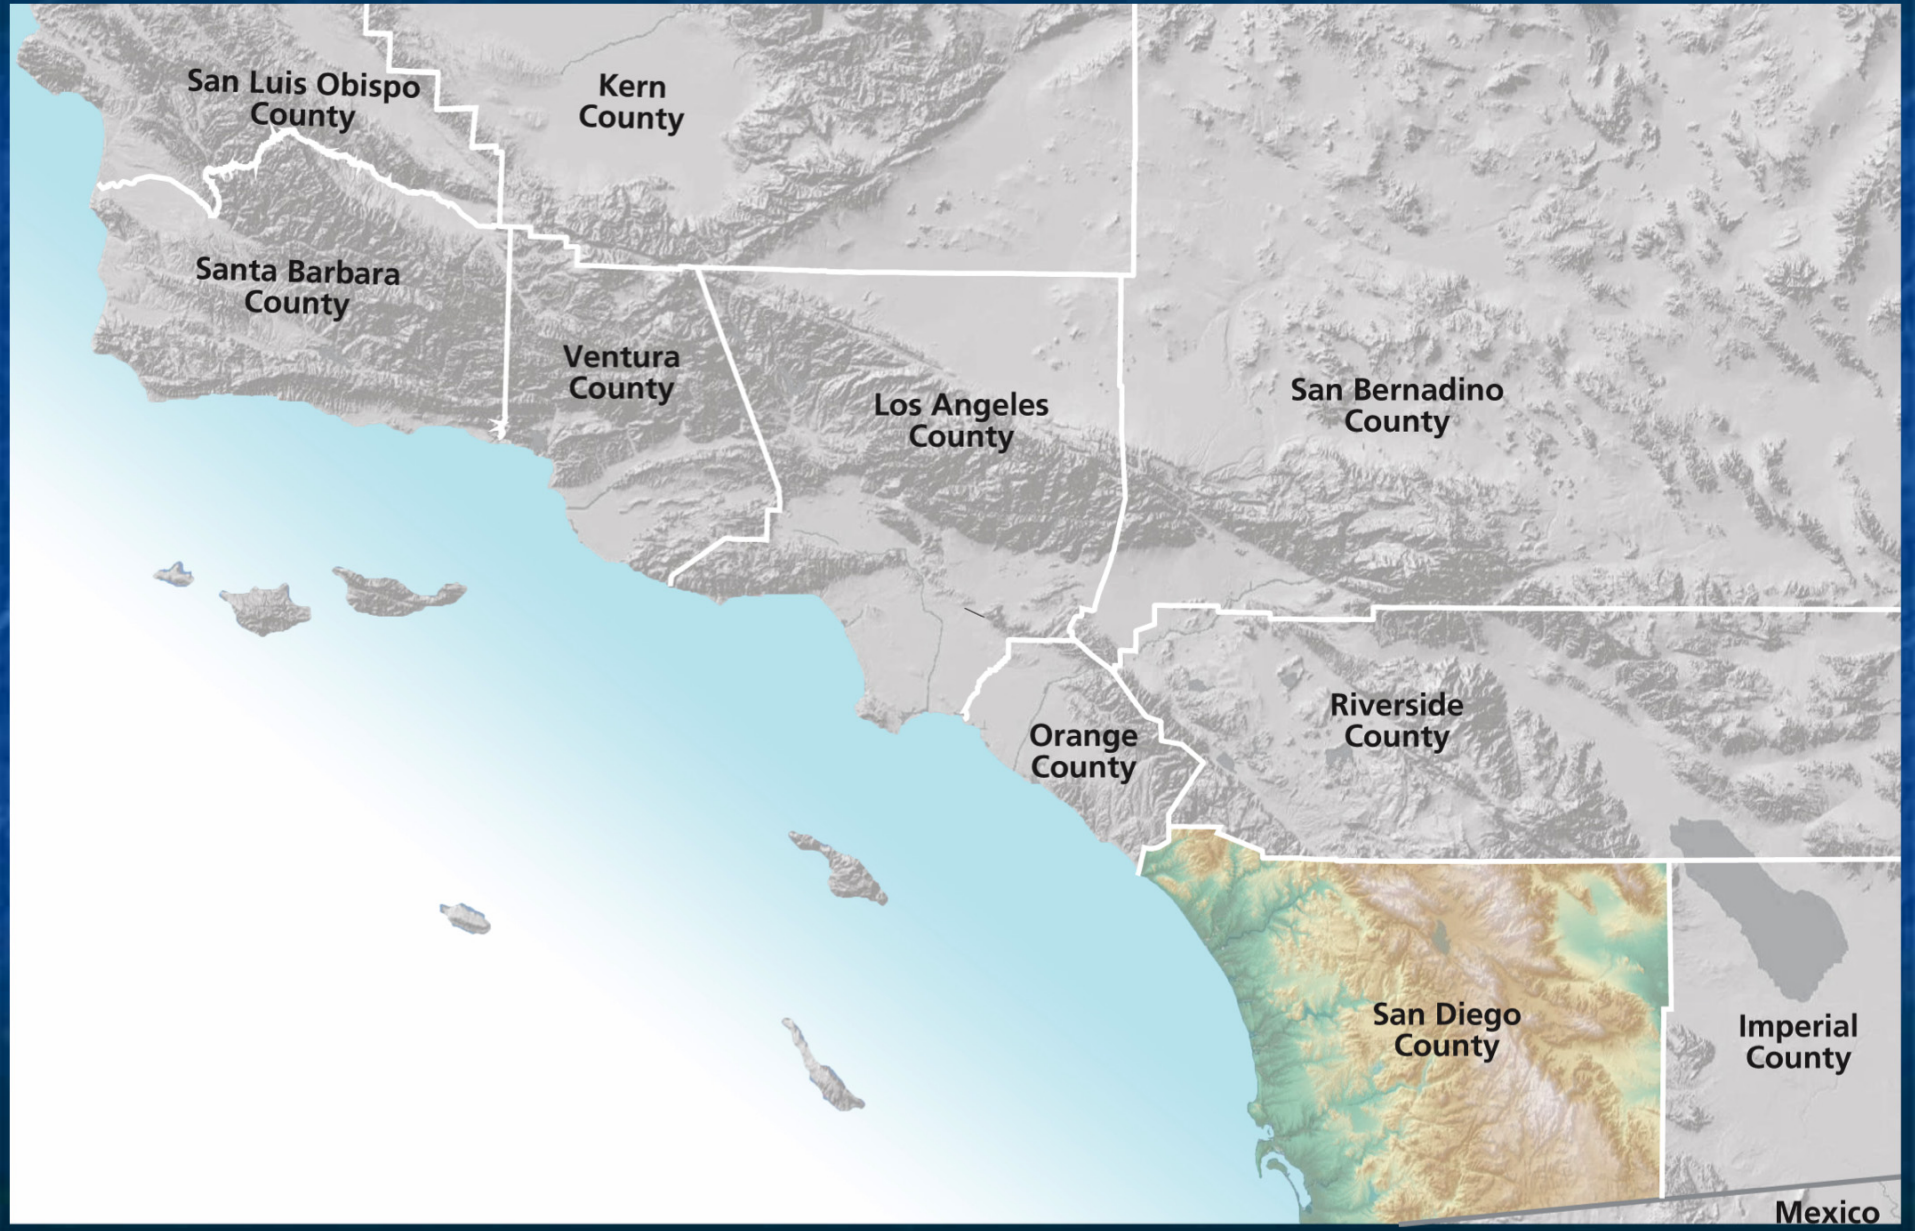 San Luis Obispo
County
Kern
County
Santa Barbara
County
Ventura
County
Los Angeles
County
San Bernadino
County
Orange
County
Riverside
County
San Diego
County
Imperial
County
Mexico